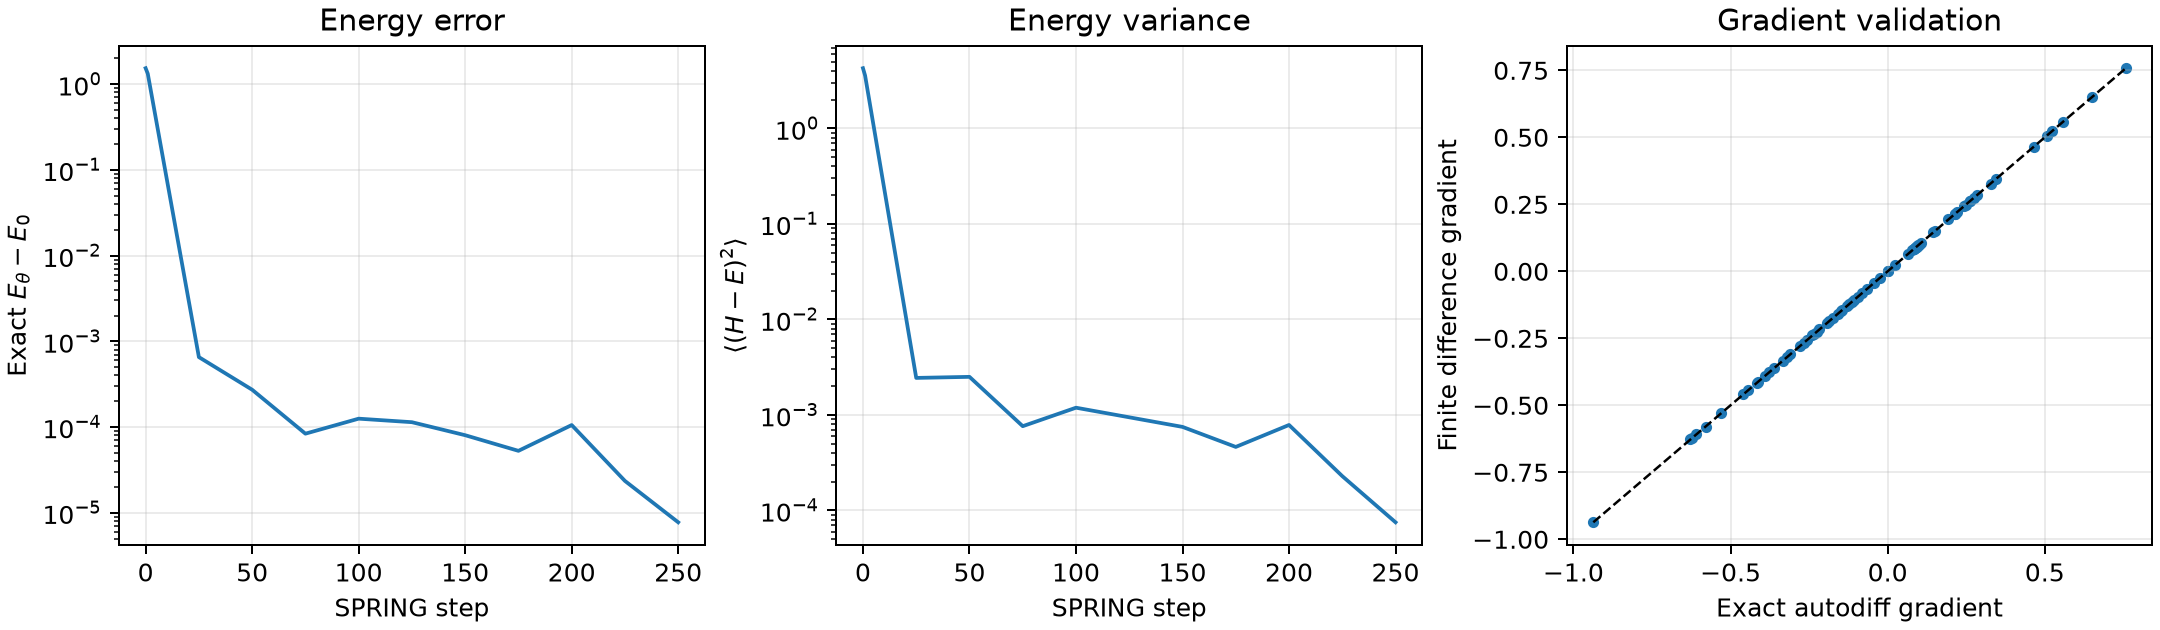 Energy error
Exact E_θ − E_0
10^0
10^−1
10^−2
10^−3
10^−4
10^−5
0 50 100 150 200 250
SPRING step
Energy variance
⟨(H − E)^2⟩
10^0
10^−1
10^−2
10^−3
10^−4
0 50 100 150 200 250
SPRING step
Gradient validation
Finite difference gradient
0.75
0.50
0.25
0.00
−0.25
−0.50
−0.75
−1.00
−1.0 −0.5 0.0 0.5
Exact autodiff gradient